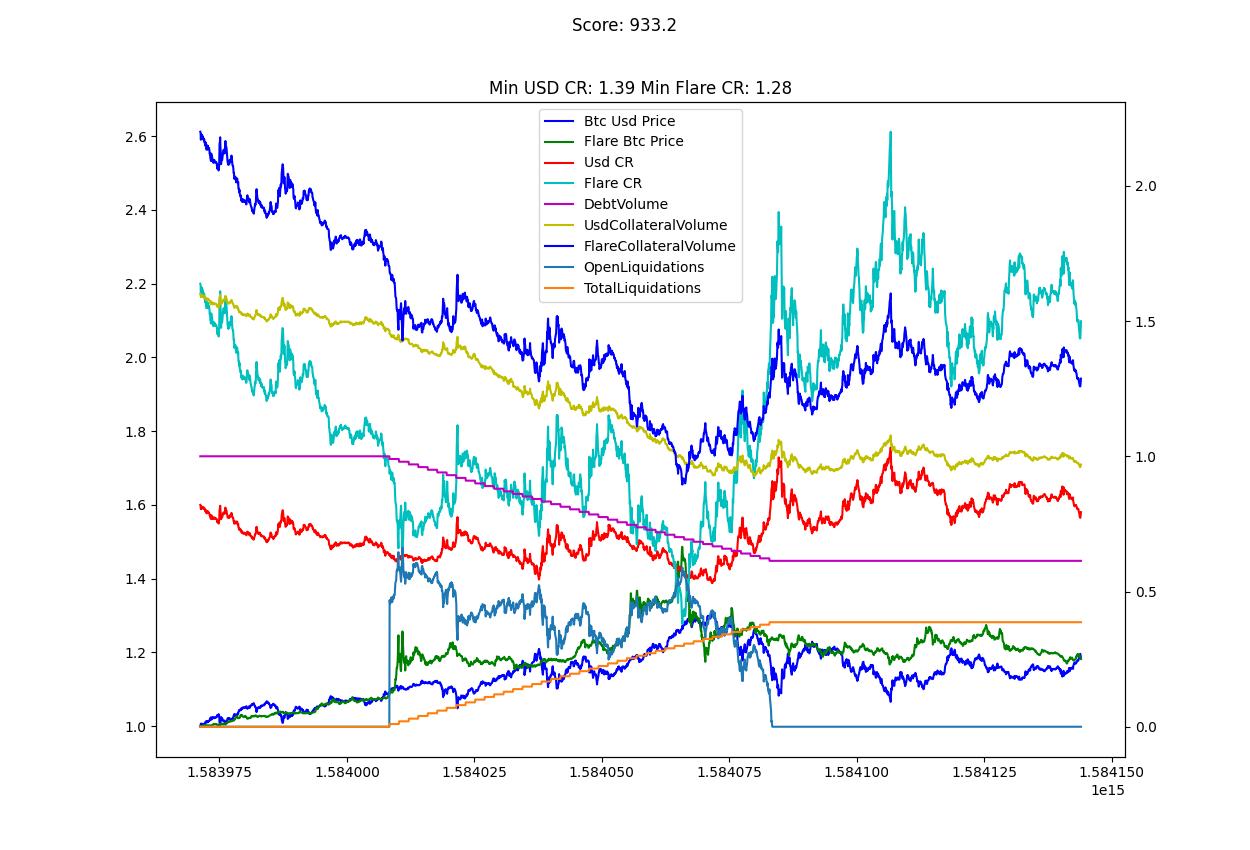 Score: 933.2
Min USD CR: 1.39 Min Flare CR: 1.28
Btc Usd Price
Flare Btc Price
Usd CR
Flare CR
DebtVolume
UsdCollateralVolume
FlareCollateralVolume
OpenLiquidations
TotalLiquidations
2.6
2.4
2.2
2.0
1.8
1.6
1.4
1.2
1.0
2.0
1.5
1.0
0.5
0.0
1.583975 1.584000 1.584025 1.584050 1.584075 1.584100 1.584125 1.584150
1e15